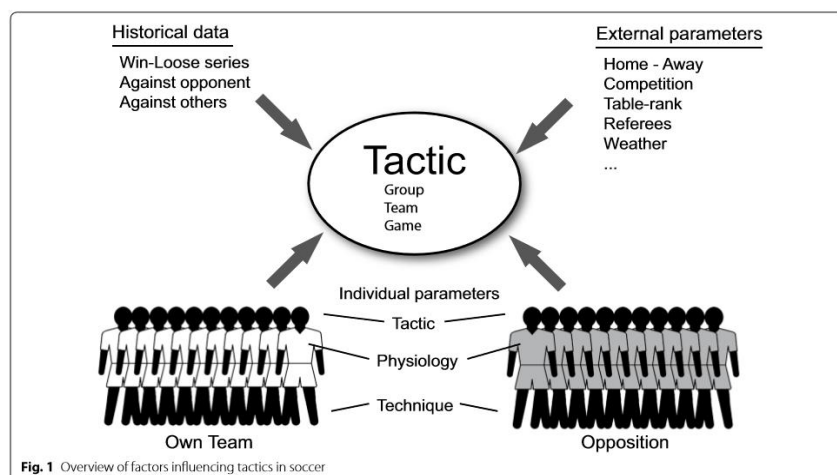 Historical data
Win-Loose series
Against opponent
Against others
External parameters
Home - Away
Competition
Table-rank
Referees
Weather
...
Tactic
Group
Team
Game
Individual parameters
Tactic
Physiology
Technique
Own Team
Opposition
Fig. 1 Overview of factors influencing tactics in soccer